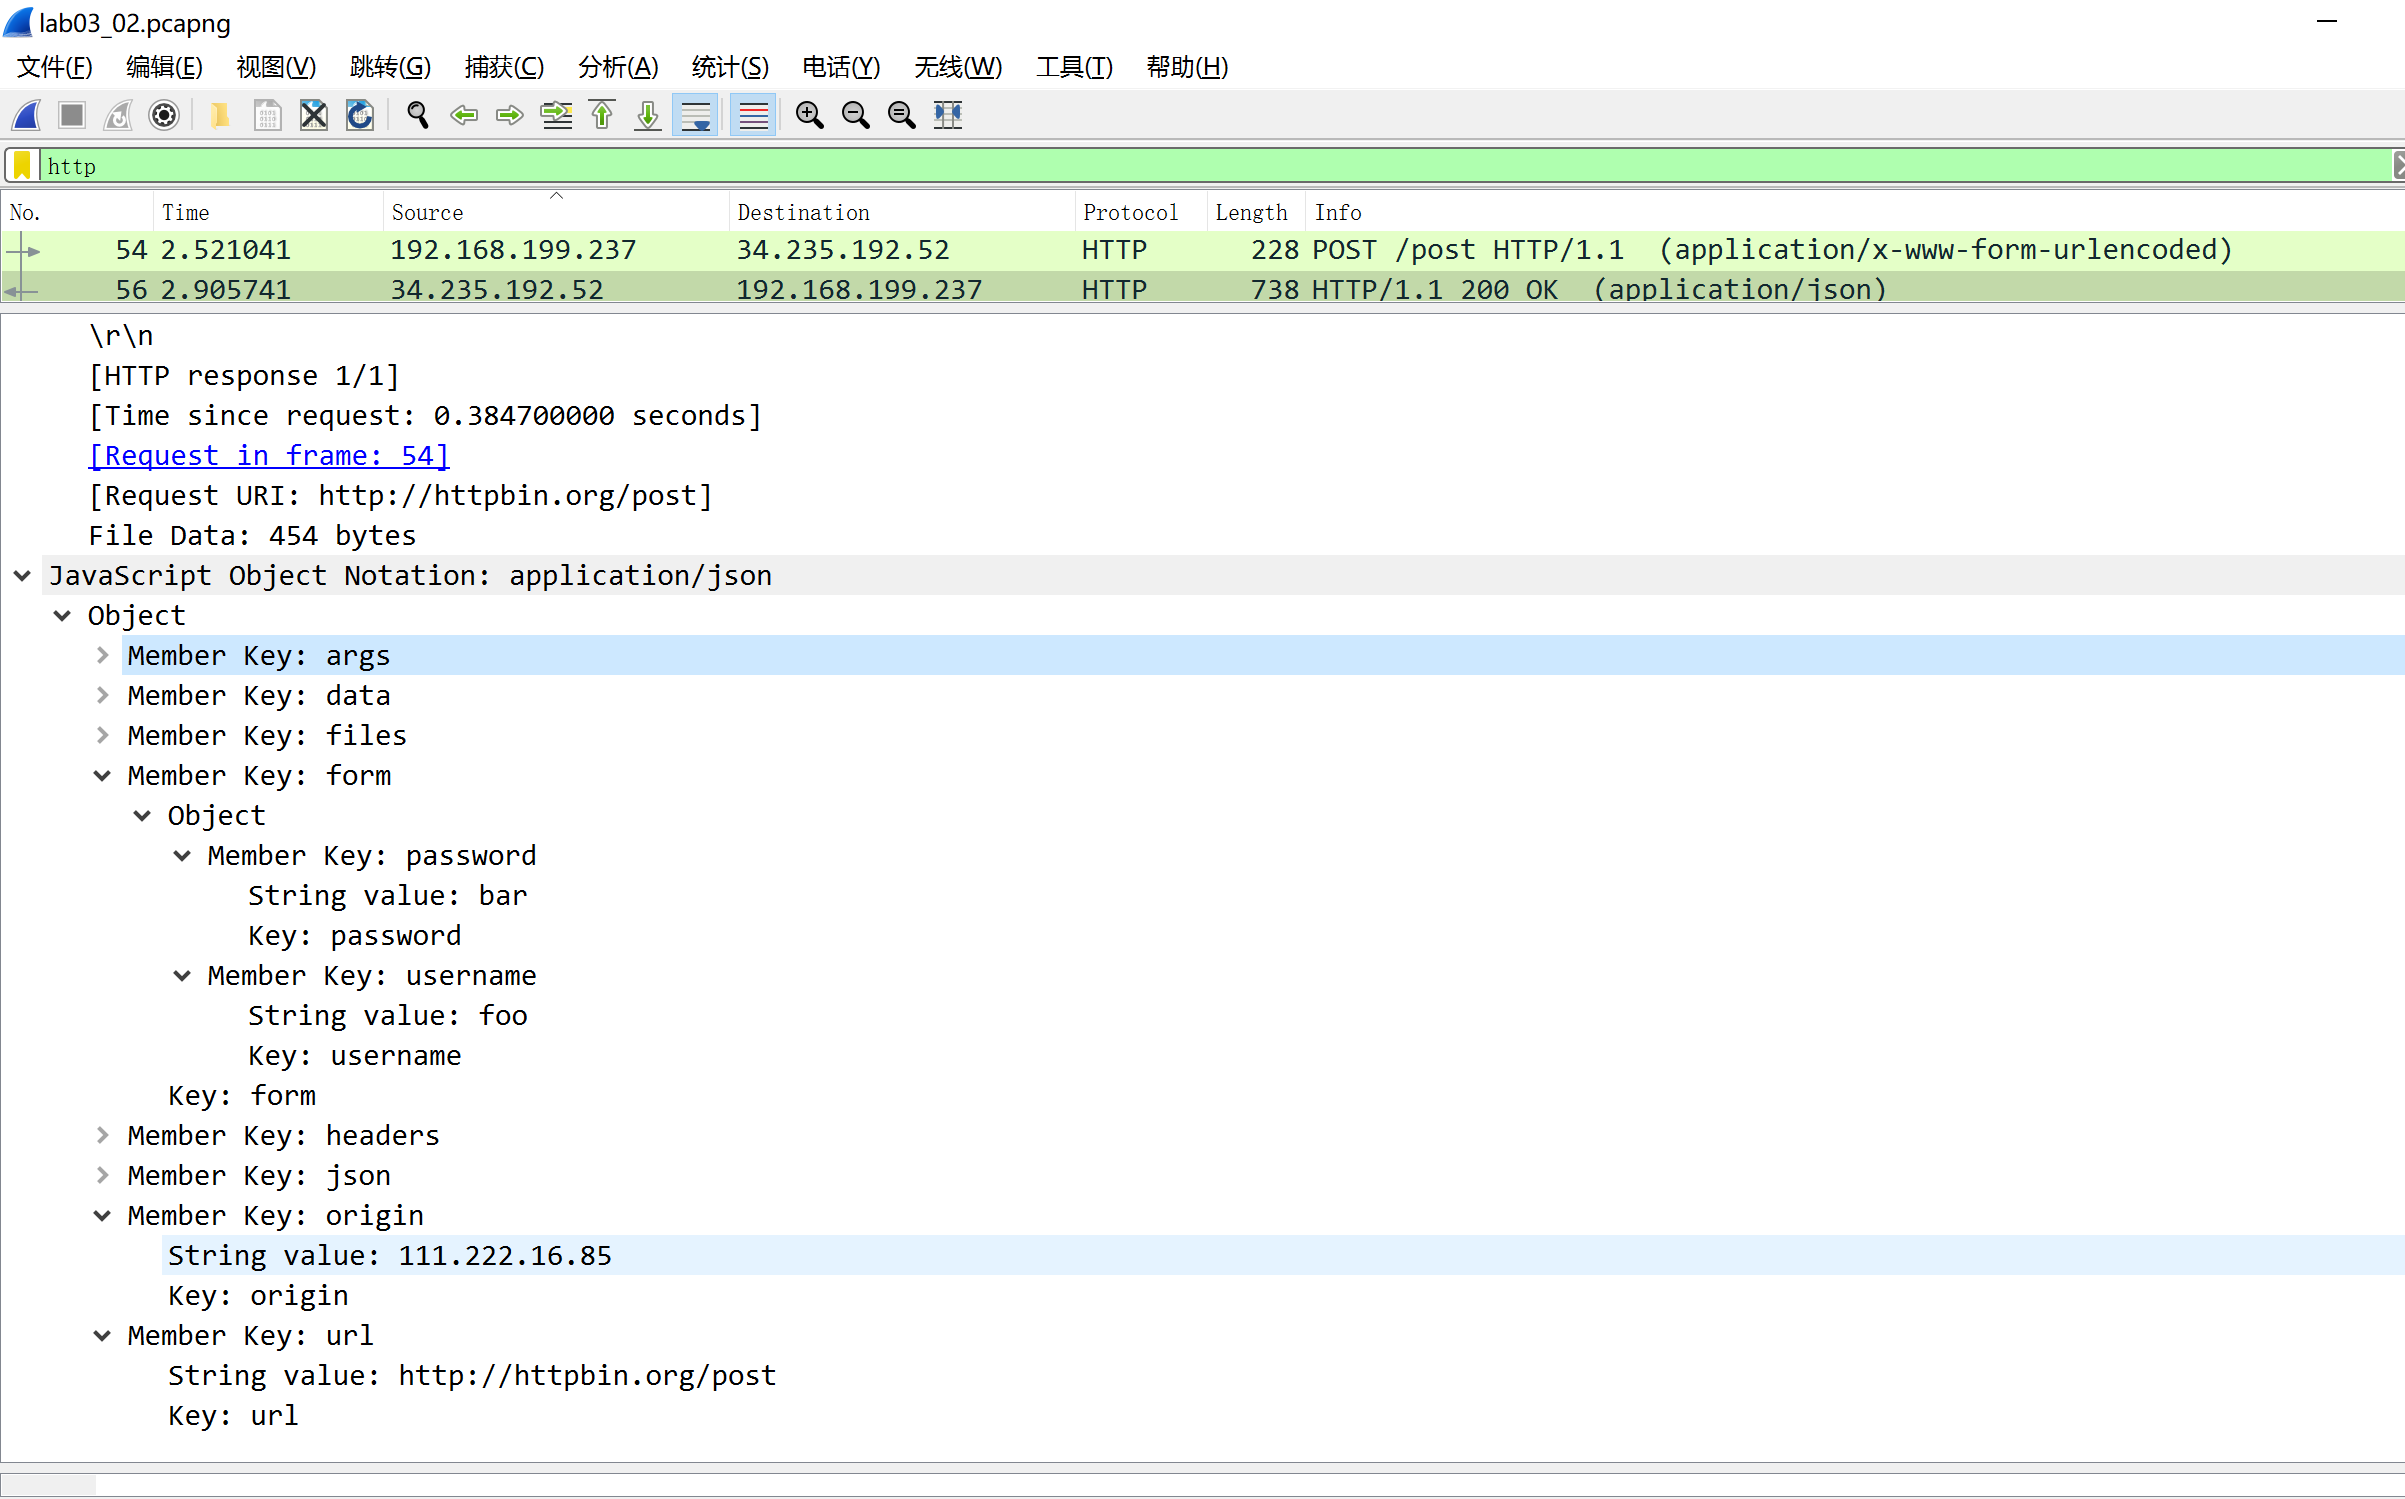 lab03_02.pcapng
文件(F) 编辑(E) 视图(V) 跳转(G) 捕获(C) 分析(A) 统计(S) 电话(Y) 无线(W) 工具(T) 帮助(H)
http
No. Time Source Destination Protocol Length Info
54 2.521041 192.168.199.237 34.235.192.52 HTTP 228 POST /post HTTP/1.1  (application/x-www-form-urlencoded)
56 2.905741 34.235.192.52 192.168.199.237 HTTP 738 HTTP/1.1 200 OK  (application/json)
\r\n
[HTTP response 1/1]
[Time since request: 0.384700000 seconds]
[Request in frame: 54]
[Request URI: http://httpbin.org/post]
File Data: 454 bytes
JavaScript Object Notation: application/json
Object
Member Key: args
Member Key: data
Member Key: files
Member Key: form
Object
Member Key: password
String value: bar
Key: password
Member Key: username
String value: foo
Key: username
Key: form
Member Key: headers
Member Key: json
Member Key: origin
String value: 111.222.16.85
Key: origin
Member Key: url
String value: http://httpbin.org/post
Key: url